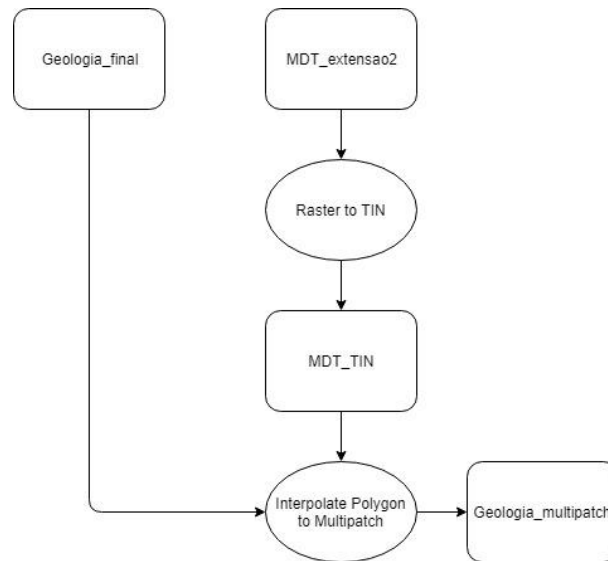 Geologia_final
MDT_extensao2
Raster to TIN
MDT_TIN
Interpolate Polygon
to Multipatch
Geologia_multipatch